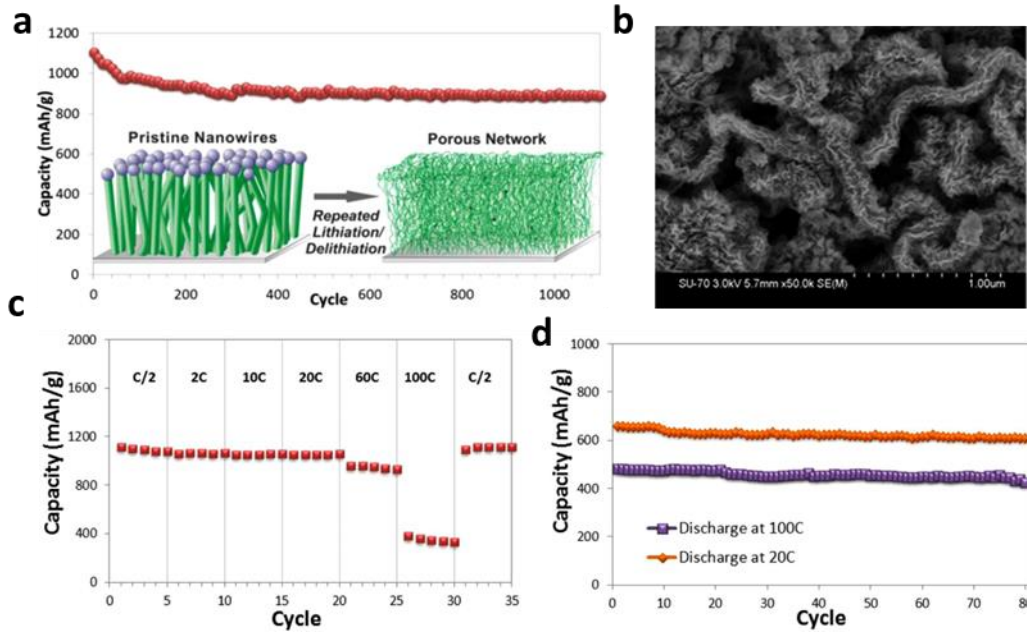 a
1200
1000
800
600
400
200
0
Capacity (mAh/g)
Pristine Nanowires
Porous Network
Repeated
Lithiation/
Delithiation
0 200 400 600 800 1000
Cycle
b
SU-70 3.0kV 5.7mm x50.0k SE(M)
1.00um
c
2000
1600
1200
800
400
0
Capacity (mAh/g)
C/2 2C 10C 20C 60C 100C C/2
0 5 10 15 20 25 30 35
Cycle
d
1000
800
600
400
200
0
Capacity (mAh/g)
Discharge at 100C
Discharge at 20C
0 10 20 30 40 50 60 70 80
Cycle